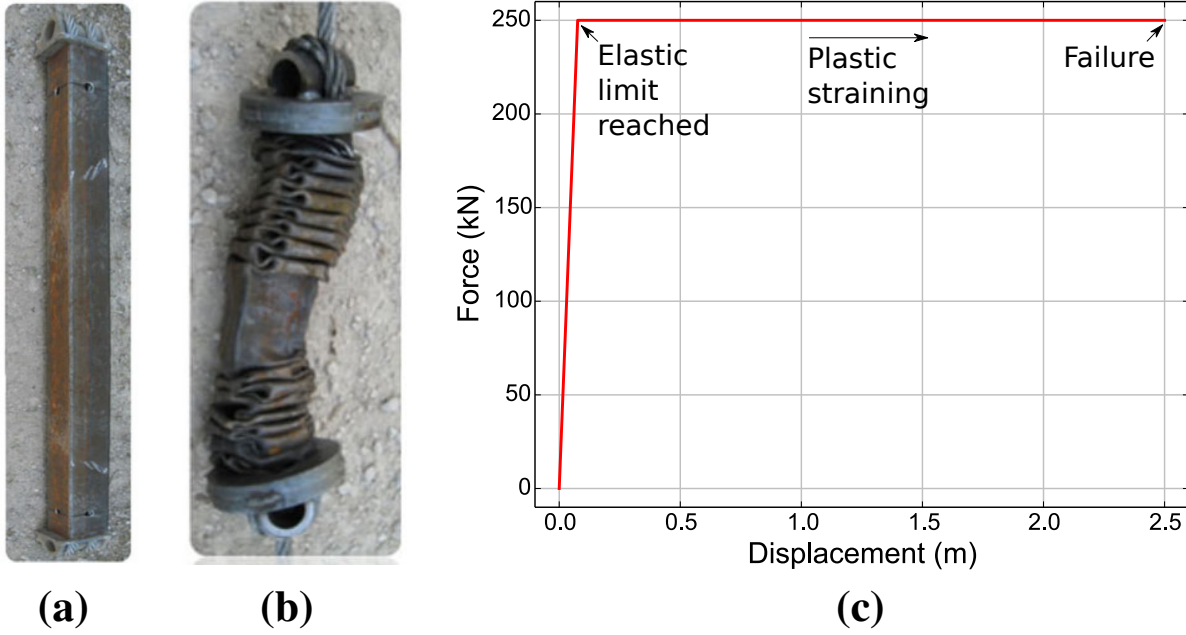 250
200
150
100
50
0
Force (kN)
Elastic
limit
reached
Plastic
straining
Failure
0.0 0.5 1.0 1.5 2.0 2.5
Displacement (m)
(a) (b) (c)